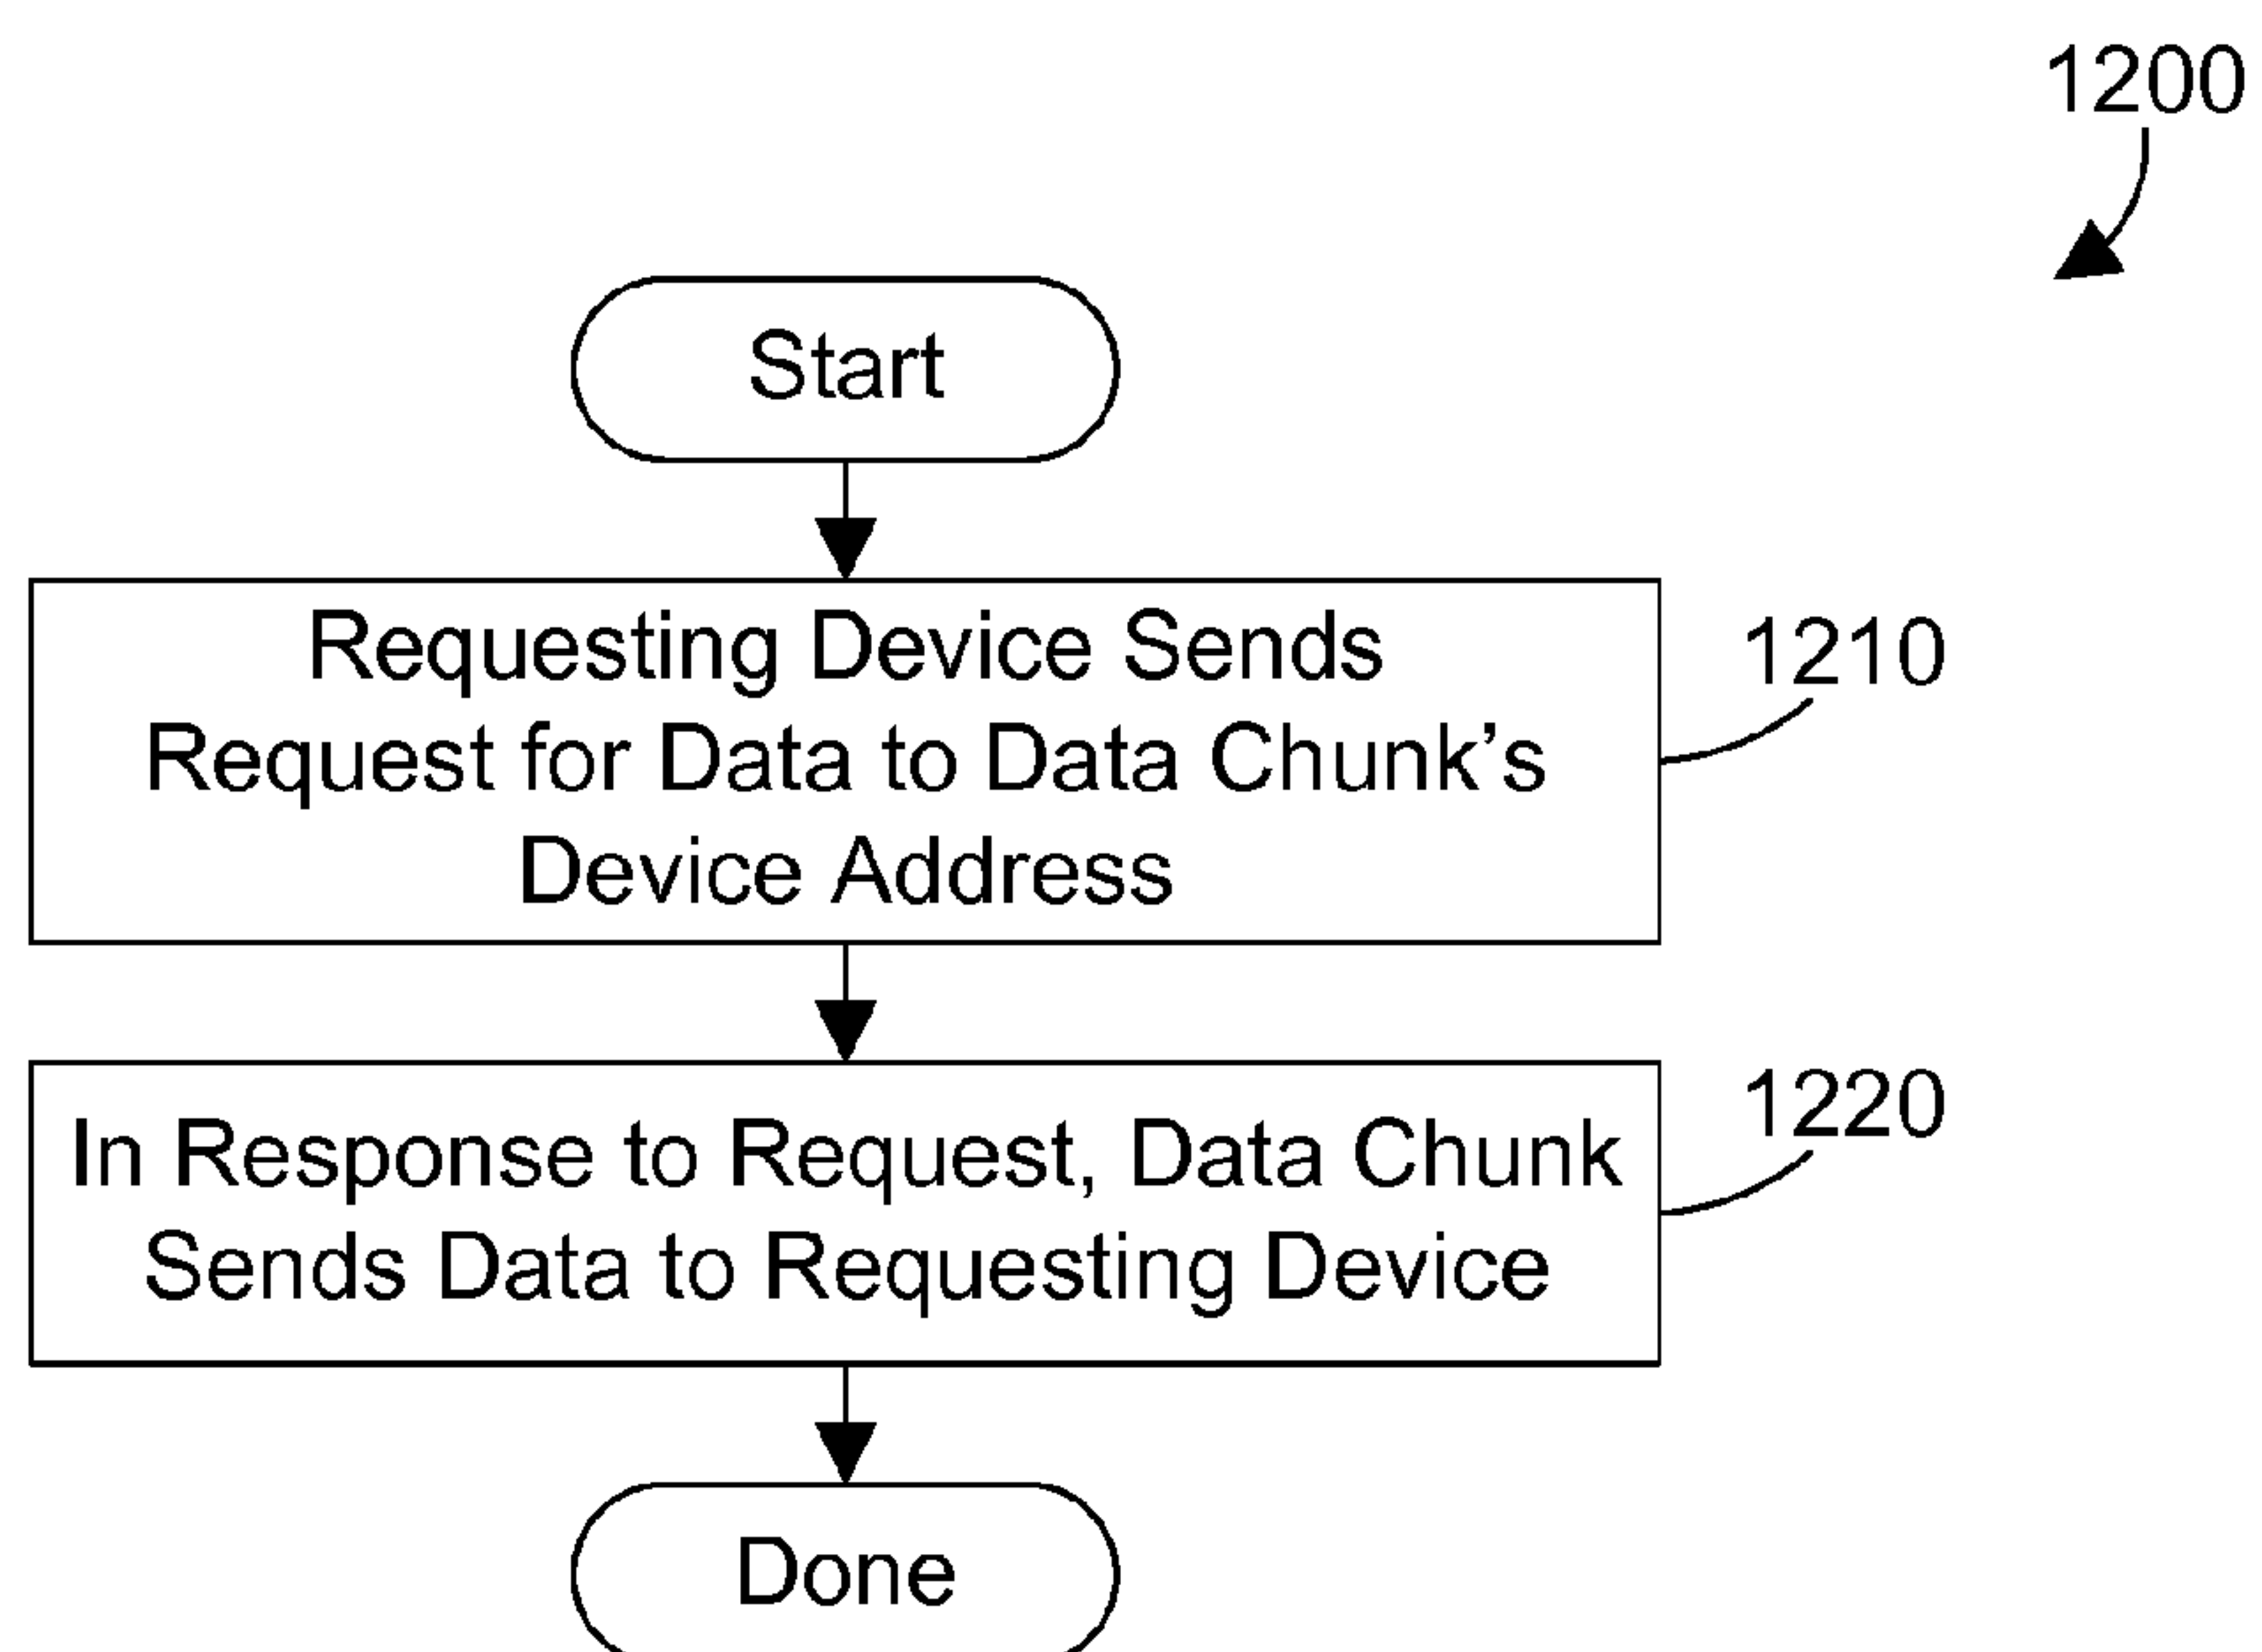 1200
Start
Requesting Device Sends
Request for Data to Data Chunk’s
Device Address
1210
In Response to Request, Data Chunk
Sends Data to Requesting Device
1220
Done